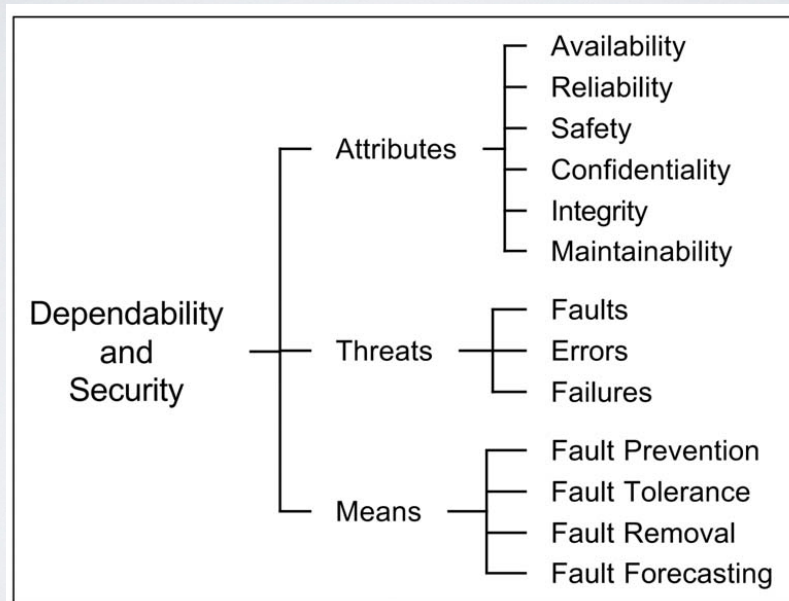 Dependability
and
Security
Attributes
Availability
Reliability
Safety
Confidentiality
Integrity
Maintainability
Threats
Faults
Errors
Failures
Means
Fault Prevention
Fault Tolerance
Fault Removal
Fault Forecasting